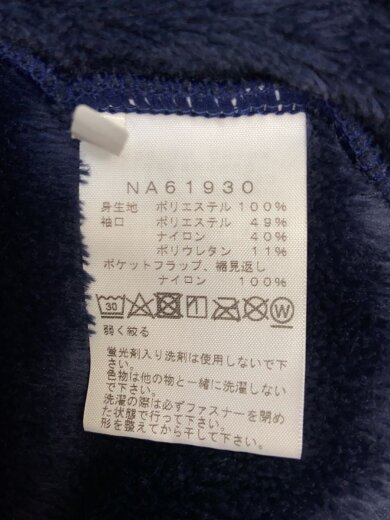 NA61930
身生地 ポリエステル 100%
袖口 ポリエステル 49%
ナイロン 40%
ポリウレタン 11%
ポケットフラップ、裾見返し
ナイロン 100%
30 W
弱く絞る
蛍光剤入り洗剤は使用しないで下
さい。
色物は他の物と一緒に洗濯しない
で下さい。
洗濯の際は必ずファスナーを閉め
た状態で行って下さい。
形を整えてから干して下さい。